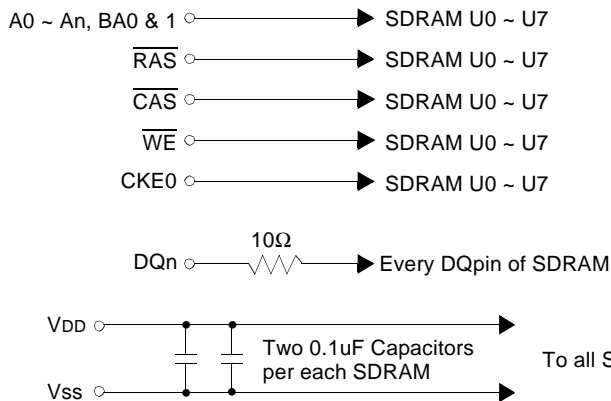 A0 ~ An, BA0 & 1 SDRAM U0 ~ U7
RAS SDRAM U0 ~ U7
CAS SDRAM U0 ~ U7
WE SDRAM U0 ~ U7
CKE0 SDRAM U0 ~ U7
10Ω
DQn Every DQpin of SDRAM
VDD
Two 0.1uF Capacitors
per each SDRAM
To all S
Vss